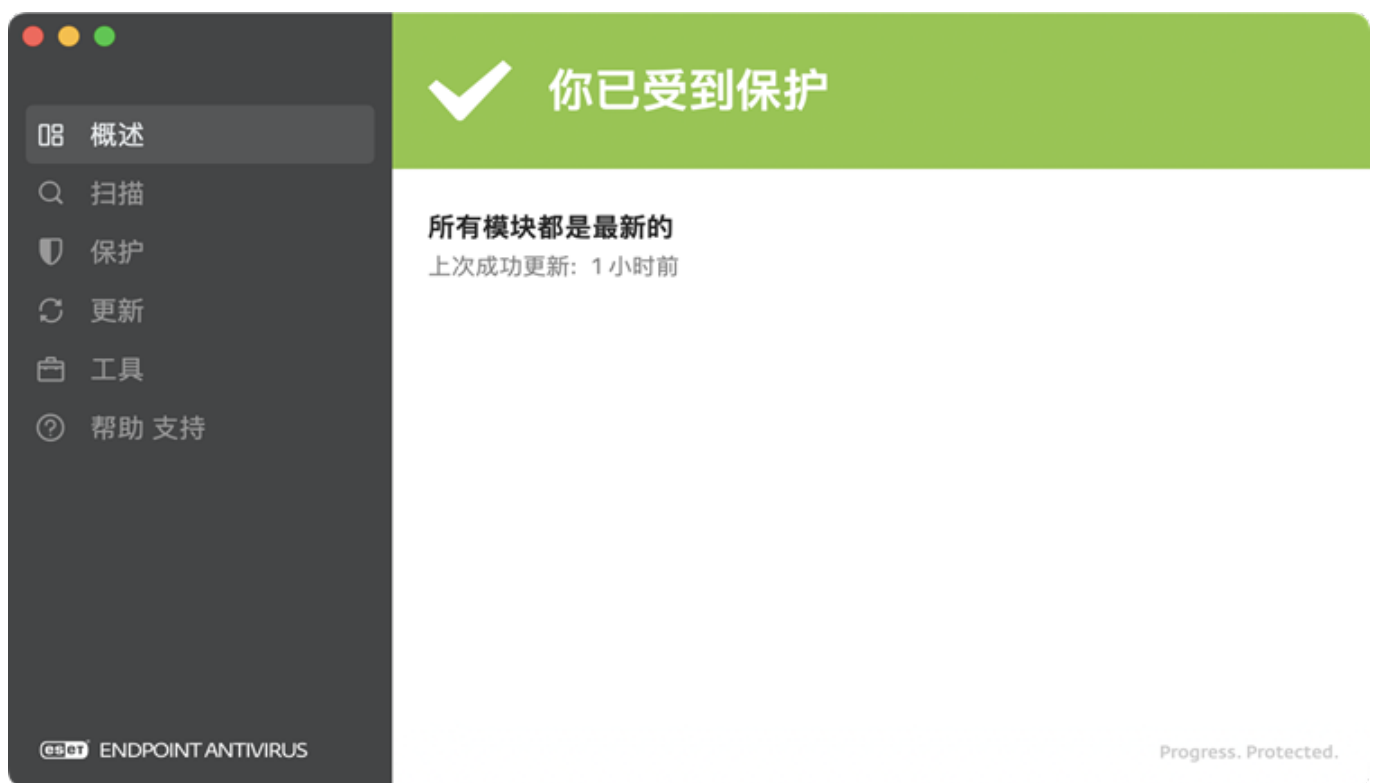 概述
扫描
保护
更新
工具
帮助 支持
eset ENDPOINT ANTIVIRUS
你已受到保护
所有模块都是最新的
上次成功更新: 1 小时前
Progress. Protected.